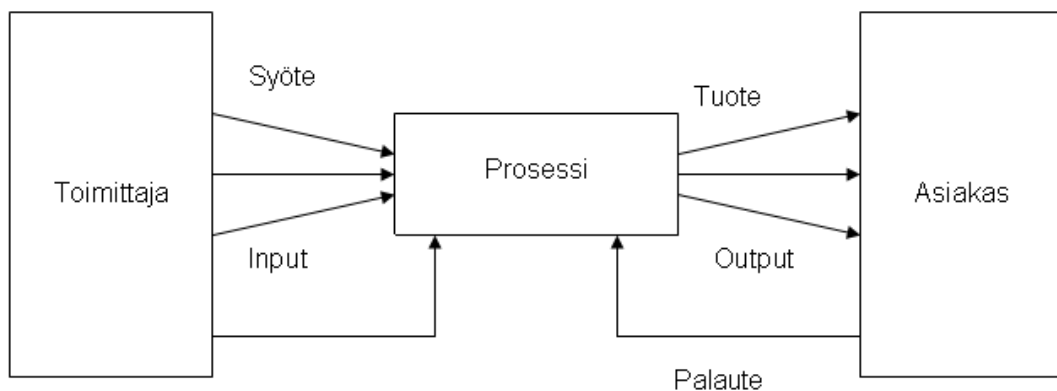 Syöte
Tuote
Toimittaja
Prosessi
Asiakas
Input
Output
Palaute